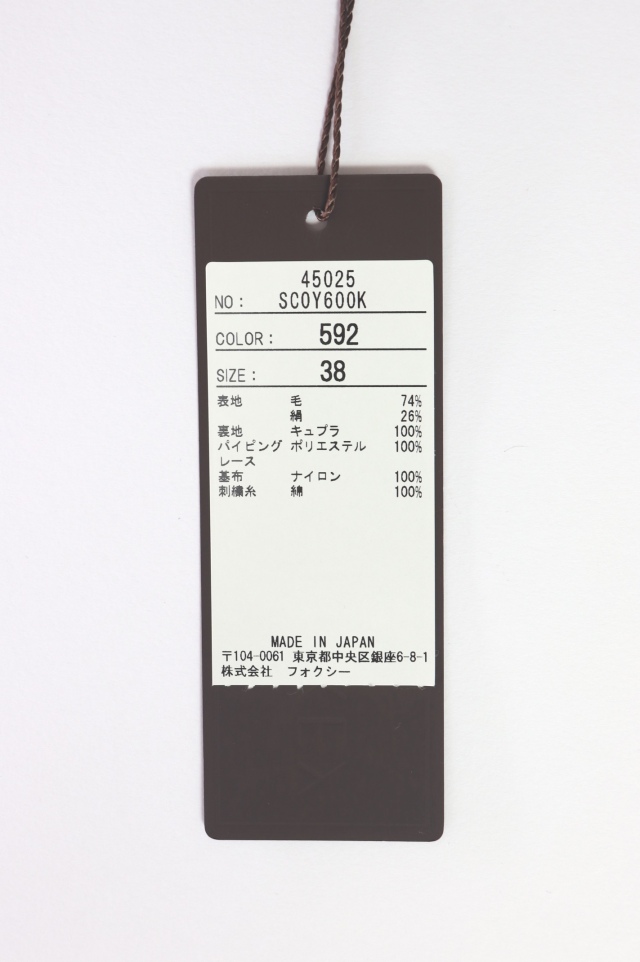 45025
NO: SCOY600K
COLOR: 592
SIZE: 38
表地 毛 74%
絹 26%
裏地 キュプラ 100%
パイピング ポリエステル 100%
レース
基布 ナイロン 100%
刺繍糸 綿 100%
MADE IN JAPAN
〒104-0061 東京都中央区銀座6-8-1
株式会社 フォクシー